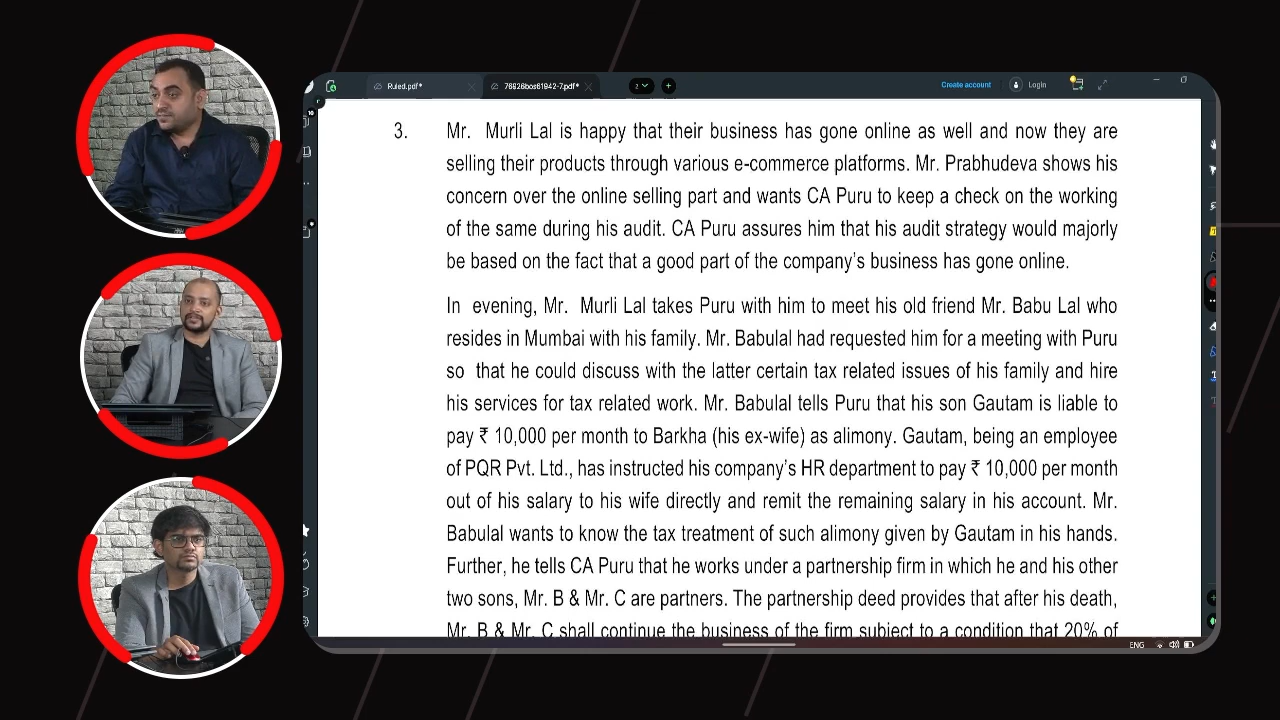 Ruled.pdf*
76926bos61942-7.pdf*
2
Create account
Login
3. Mr. Murli Lal is happy that their business has gone online as well and now they are
selling their products through various e-commerce platforms. Mr. Prabhudeva shows his
concern over the online selling part and wants CA Puru to keep a check on the working
of the same during his audit. CA Puru assures him that his audit strategy would majorly
be based on the fact that a good part of the company's business has gone online.
In evening, Mr. Murli Lal takes Puru with him to meet his old friend Mr. Babu Lal who
resides in Mumbai with his family. Mr. Babulal had requested him for a meeting with Puru
so that he could discuss with the latter certain tax related issues of his family and hire
his services for tax related work. Mr. Babulal tells Puru that his son Gautam is liable to
pay ₹ 10,000 per month to Barkha (his ex-wife) as alimony. Gautam, being an employee
of PQR Pvt. Ltd., has instructed his company's HR department to pay ₹ 10,000 per month
out of his salary to his wife directly and remit the remaining salary in his account. Mr.
Babulal wants to know the tax treatment of such alimony given by Gautam in his hands.
Further, he tells CA Puru that he works under a partnership firm in which he and his other
two sons, Mr. B & Mr. C are partners. The partnership deed provides that after his death,
Mr. B & Mr. C shall continue the business of the firm subject to a condition that 20% of
ENG